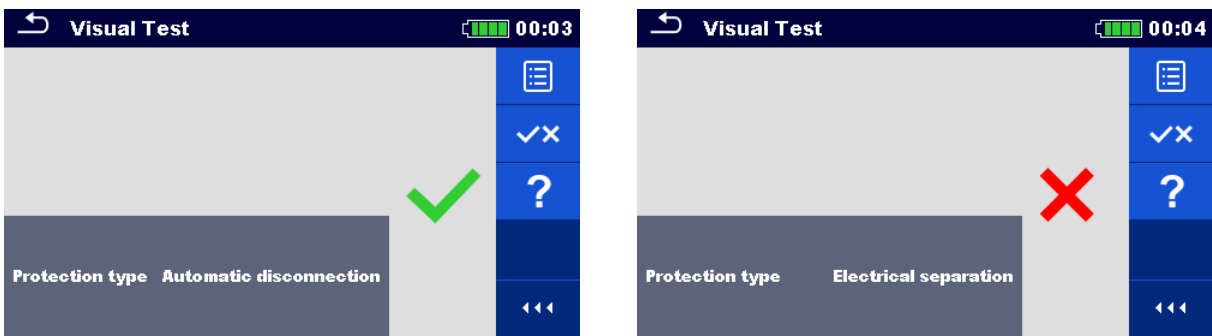 Visual Test 00:03
?
Protection type Automatic disconnection
Visual Test 00:04
?
Protection type Electrical separation